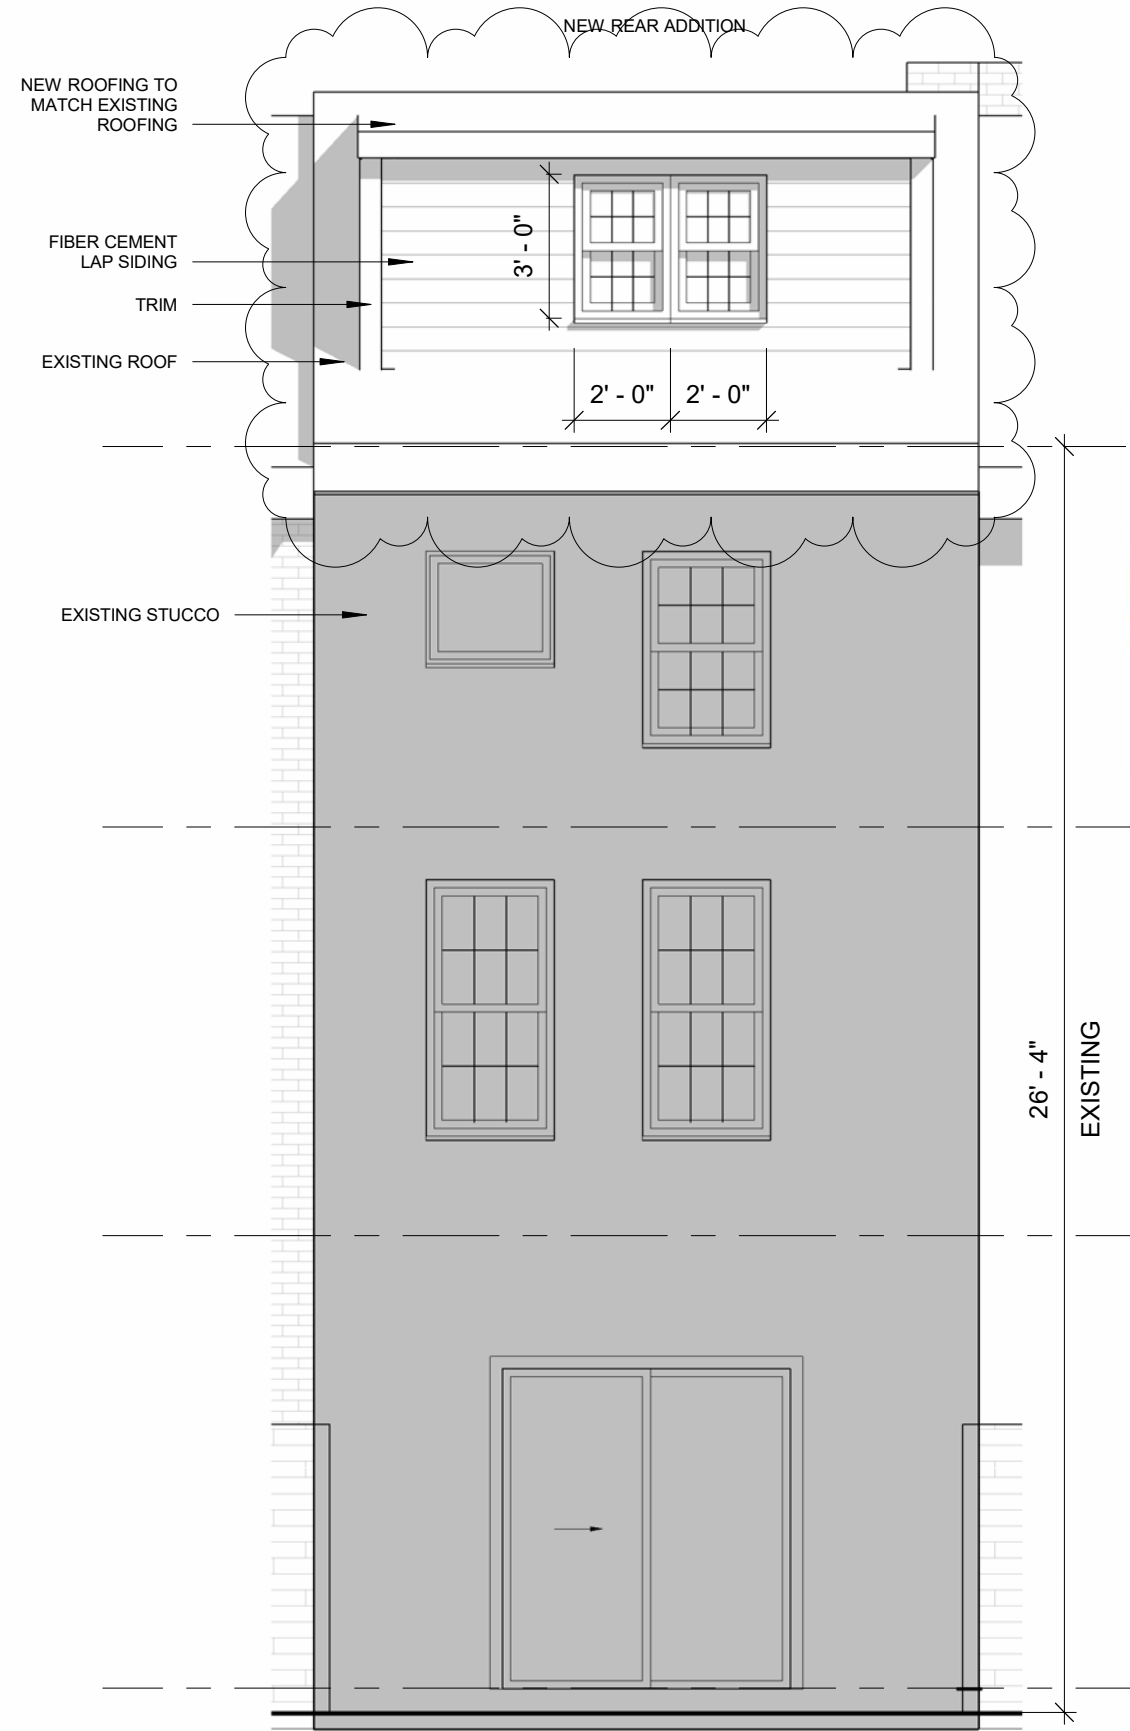 NEW REAR ADDITION
NEW ROOFING TO
MATCH EXISTING
ROOFING
FIBER CEMENT
LAP SIDING
TRIM
EXISTING ROOF
3' - 0"
2' - 0"
2' - 0"
EXISTING STUCCO
26' - 4"
EXISTING